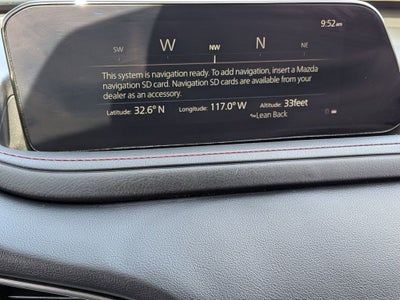 9:52 am
SW W NW N NE
This system is navigation ready. To add navigation, insert a Mazda
navigation SD card. Navigation SD cards are available from your
dealer as an accessory.
Latitude: 32.6° N Longitude: 117.0° W Altitude: 33feet
Lean Back